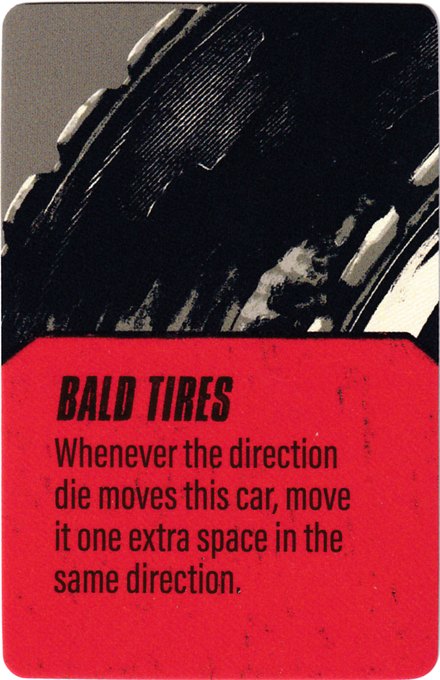 BALD TIRES
Whenever the direction
die moves this car, move
it one extra space in the
same direction.